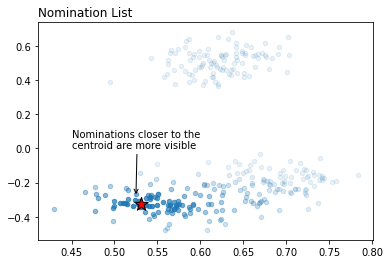 Nomination List
0.6
0.4
0.2
0.0
−0.2
−0.4
Nominations closer to the
centroid are more visible
0.45 0.50 0.55 0.60 0.65 0.70 0.75 0.80